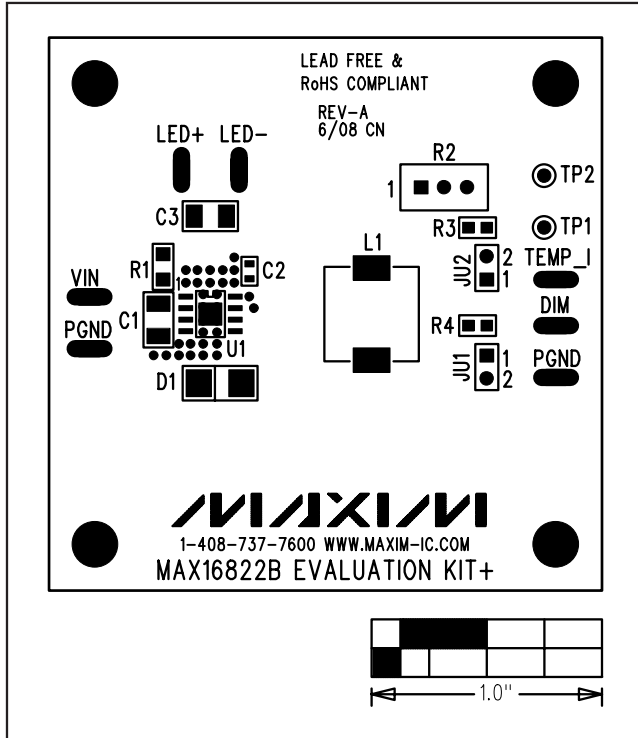 LEAD FREE &
RoHS COMPLIANT
REV-A
6/08 CN
LED+ LED-
R2
1
TP2
C3
R3
TP1
L1
JU2
2
1
TEMP_I
R1
C2
VIN
1
C1
DIM
R4
PGND
U1
JU1
1
2
PGND
D1
MAXIM
1-408-737-7600 WWW.MAXIM-IC.COM
MAX16822B EVALUATION KIT+
1.0"